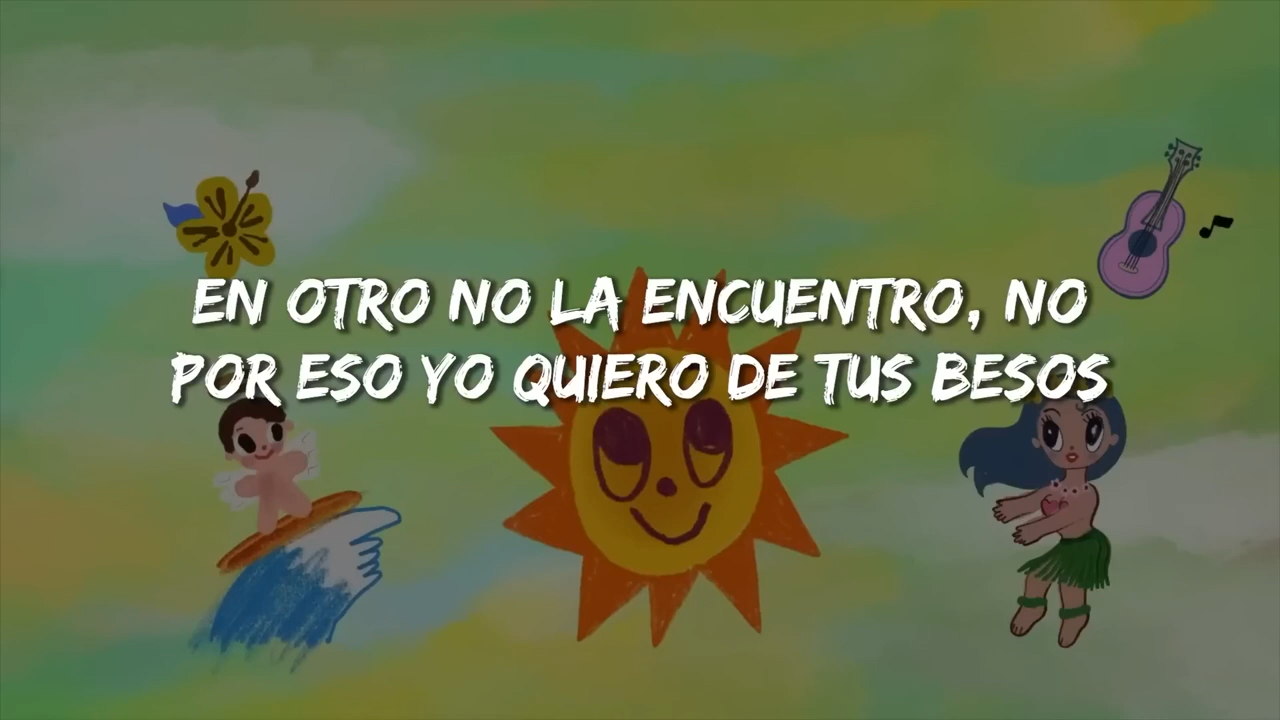 EN OTRO NO LA ENCUENTRO, NO
POR ESO YO QUIERO DE TUS BESOS